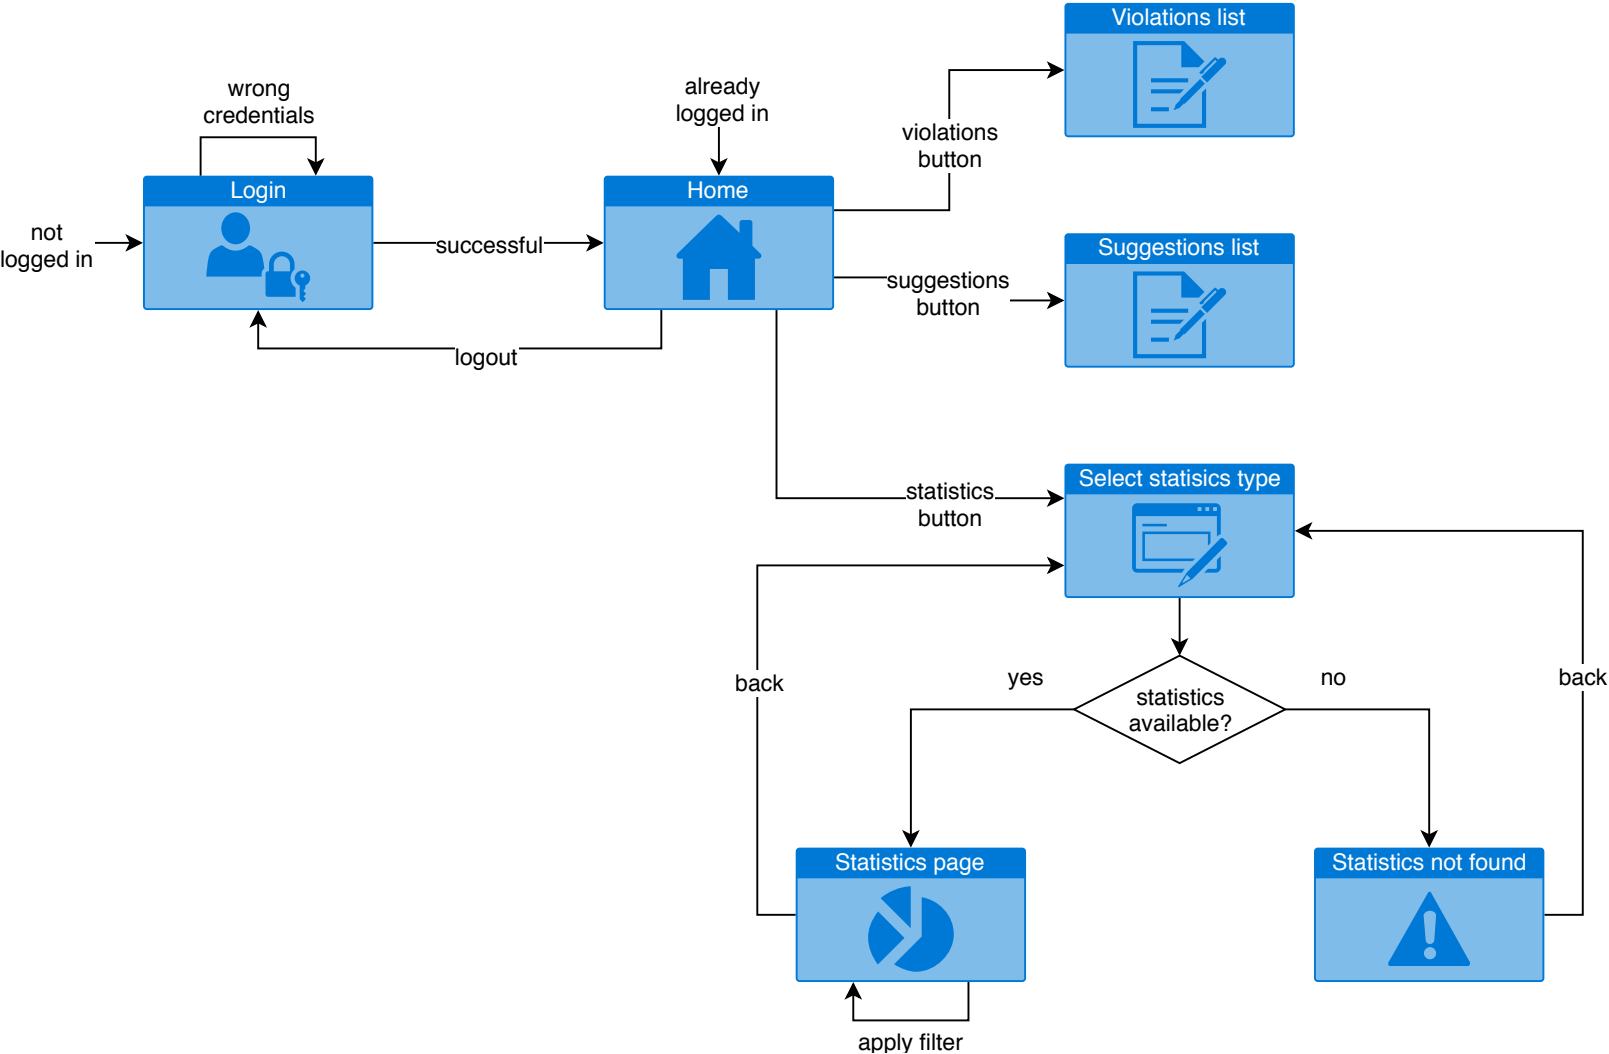 Violations list
wrong
credentials
already
logged in
violations
button
Login
Home
not
logged in
successful
Suggestions list
suggestions
button
logout
Select statisics type
statistics
button
back
yes
no
back
statistics
available?
Statistics page
Statistics not found
apply filter